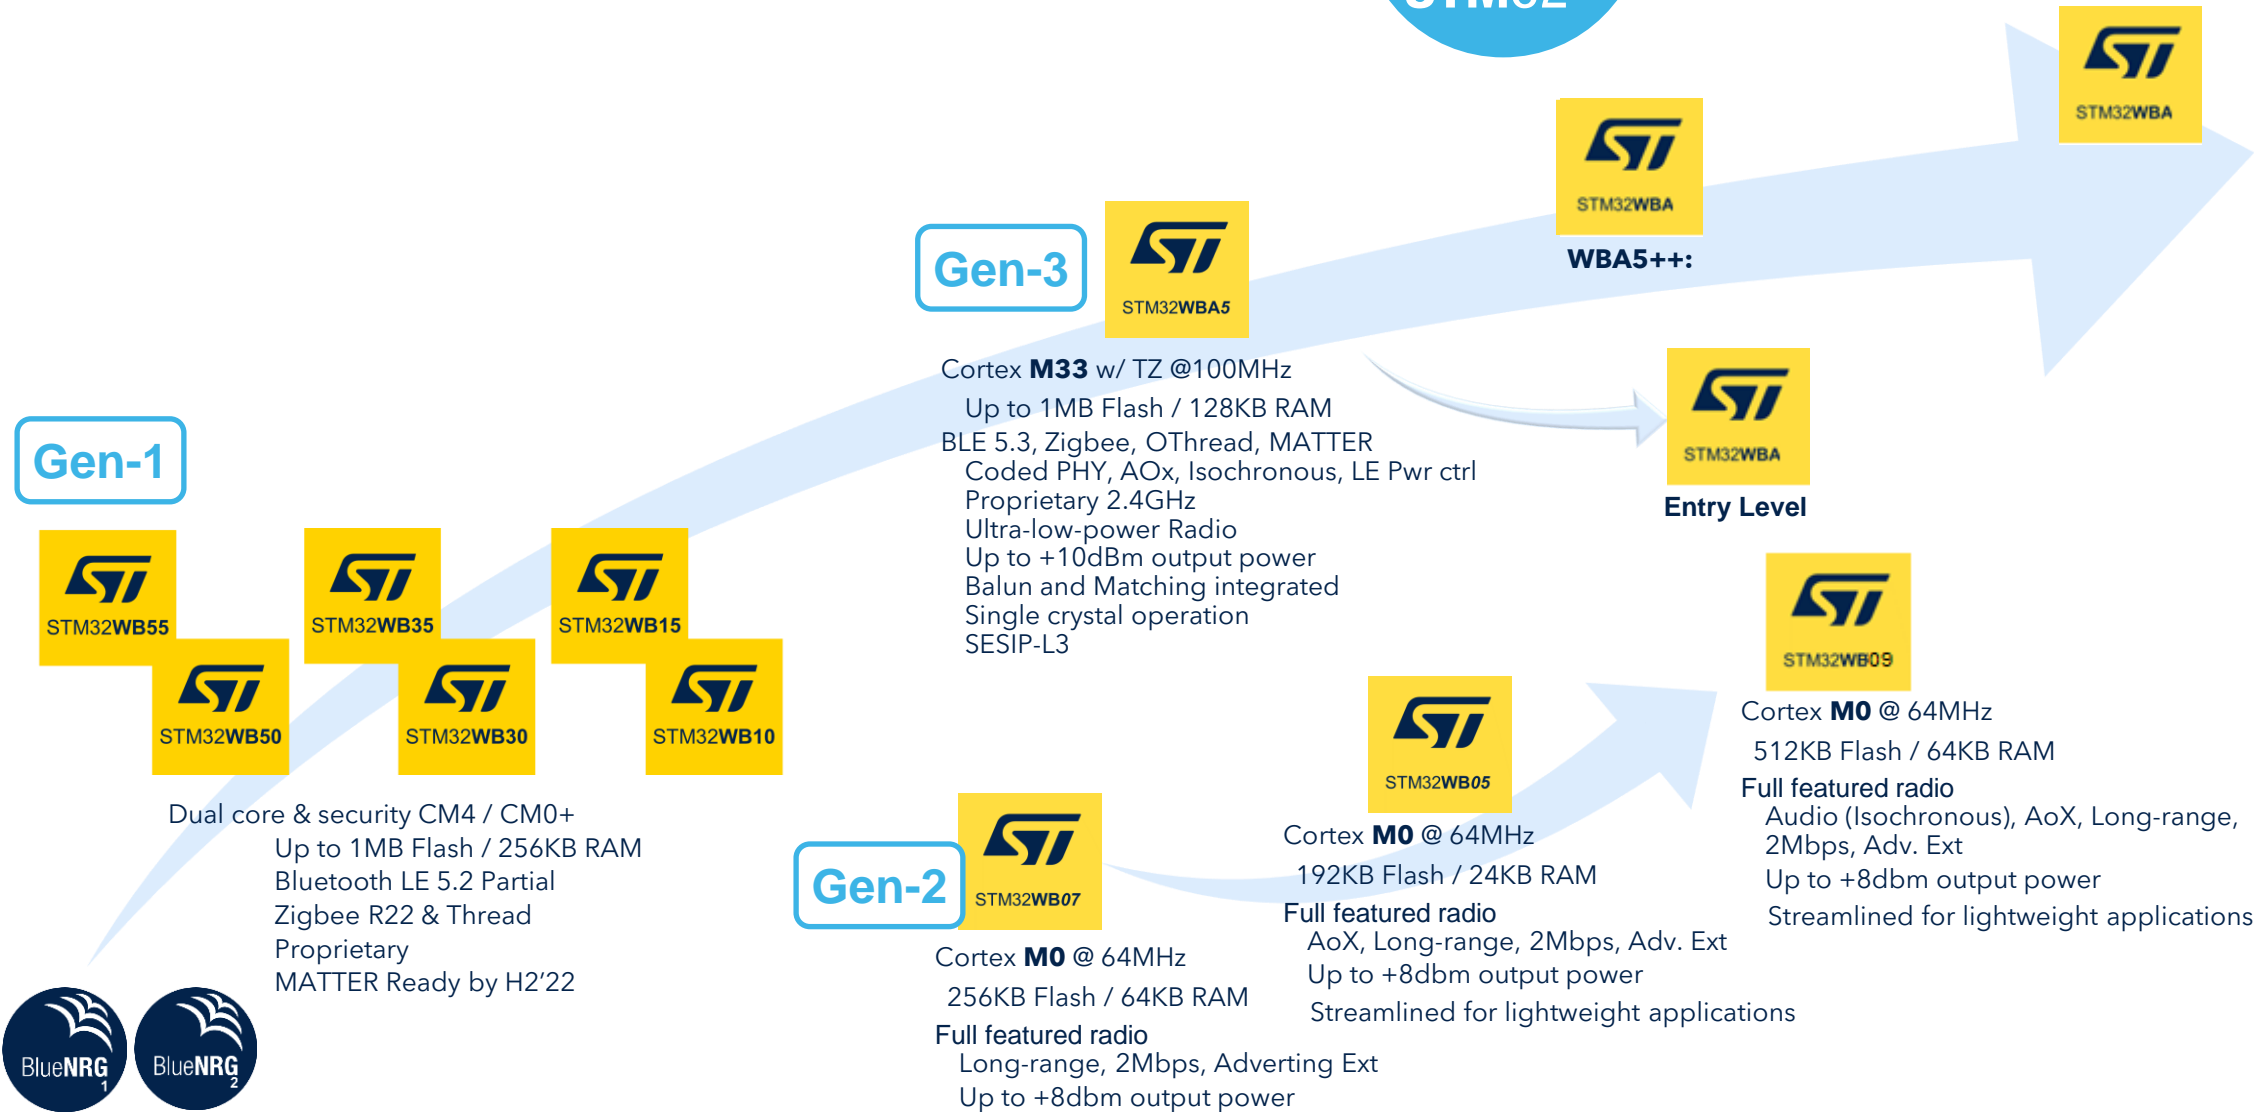 STM32
STM32WBA
STM32WBA
WBA5++:
Gen-3
STM32WBA5
Cortex M33 w/ TZ @100MHz
Up to 1MB Flash / 128KB RAM
BLE 5.3, Zigbee, OThread, MATTER
Coded PHY, AOx, Isochronous, LE Pwr ctrl
Proprietary 2.4GHz
Ultra-low-power Radio
Up to +10dBm output power
Balun and Matching integrated
Single crystal operation
SESIP-L3
STM32WBA
Entry Level
Gen-1
STM32WB55
STM32WB50
STM32WB35
STM32WB30
STM32WB15
STM32WB10
Dual core & security CM4 / CM0+
Up to 1MB Flash / 256KB RAM
Bluetooth LE 5.2 Partial
Zigbee R22 & Thread
Proprietary
MATTER Ready by H2’22
BlueNRG
1
BlueNRG
2
Gen-2
STM32WB07
Cortex M0 @ 64MHz
256KB Flash / 64KB RAM
Full featured radio
Long-range, 2Mbps, Adverting Ext
Up to +8dbm output power
STM32WB05
Cortex M0 @ 64MHz
192KB Flash / 24KB RAM
Full featured radio
AoX, Long-range, 2Mbps, Adv. Ext
Up to +8dbm output power
Streamlined for lightweight applications
STM32WB09
Cortex M0 @ 64MHz
512KB Flash / 64KB RAM
Full featured radio
Audio (Isochronous), AoX, Long-range,
2Mbps, Adv. Ext
Up to +8dbm output power
Streamlined for lightweight applications